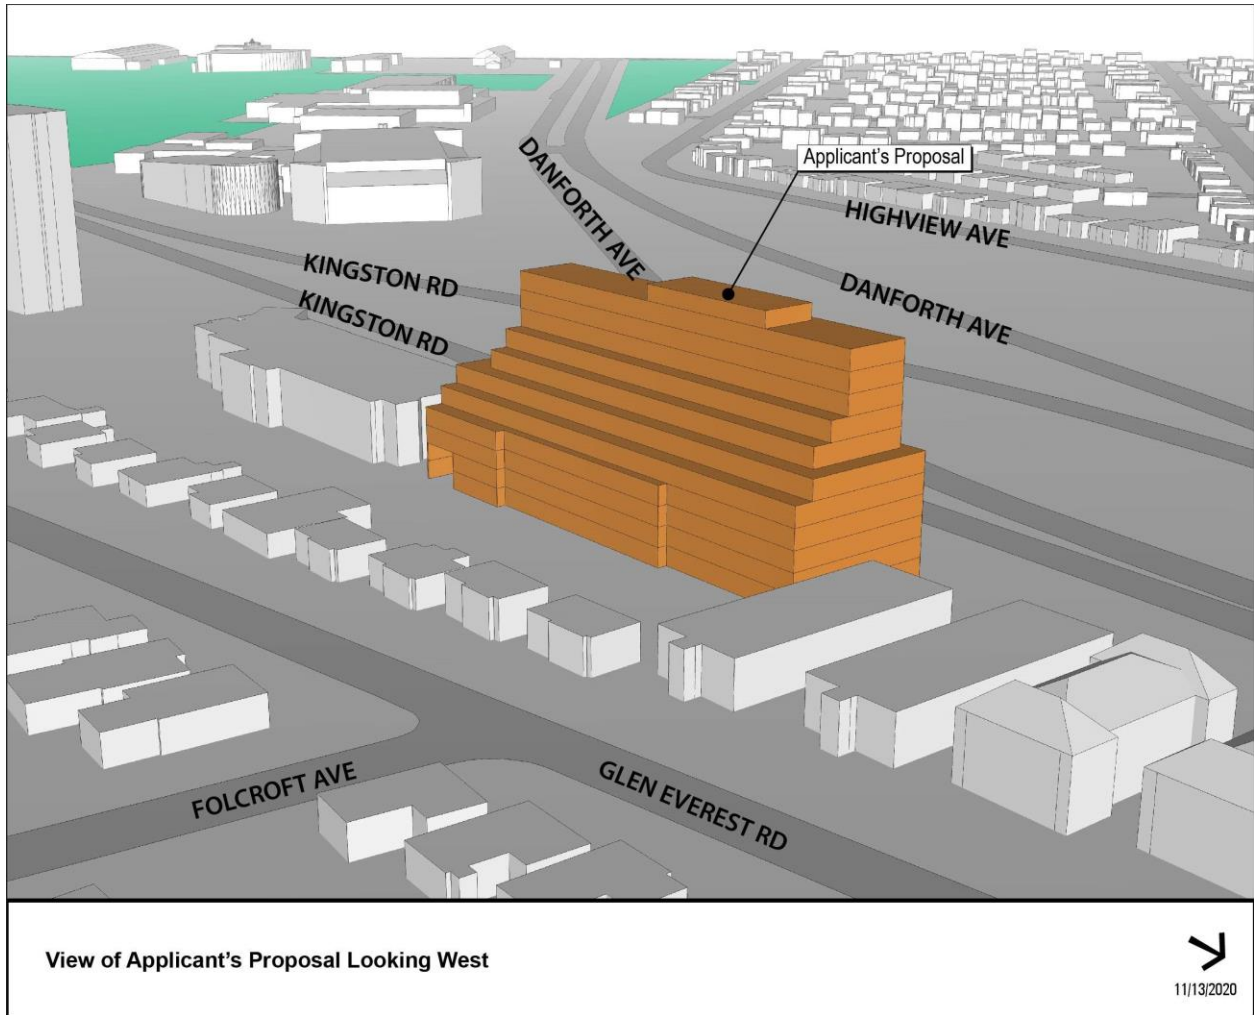 DANFORTH AVE
Applicant's Proposal
HIGHVIEW AVE
KINGSTON RD
DANFORTH AVE
KINGSTON RD
FOLCROFT AVE
GLEN EVEREST RD
View of Applicant's Proposal Looking West
11/13/2020